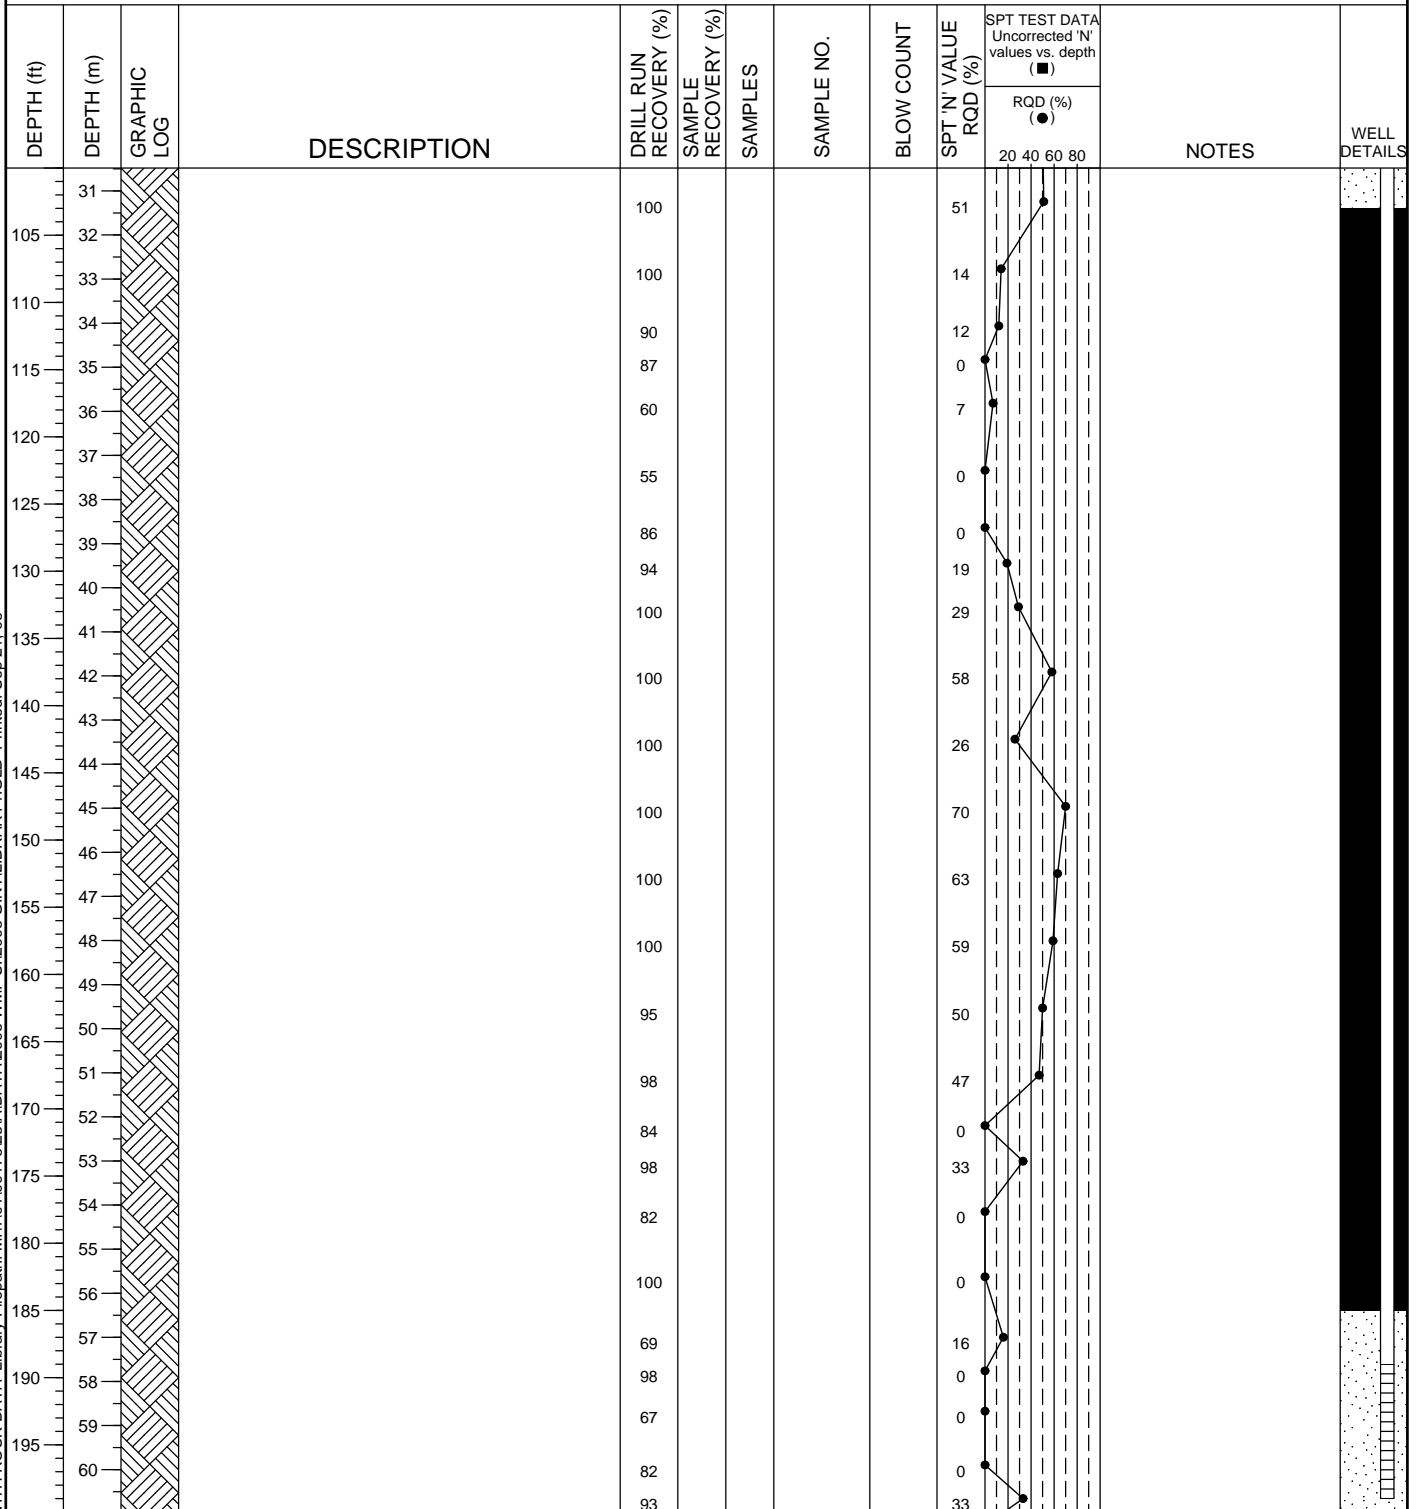 DEPTH (ft)
DEPTH (m)
GRAPHIC
LOG
DESCRIPTION
DRILL RUN
RECOVERY (%)
SAMPLE
RECOVERY (%)
SAMPLES
SAMPLE NO.
BLOW COUNT
SPT 'N' VALUE
RQD (%)
SPT TEST DATA
Uncorrected 'N'
values vs. depth
(■)
RQD (%)
(●)
20 40 60 80
NOTES
WELL
DETAILS
31
100 51
105 32
33 100 14
110
34 90 12
115 35 87 0
36 60 7
120
37
55 0
125 38
39 86 0
130 94 19
40
100 29
135 41
42 100 58
140
43
100 26
145 44
45 100 70
150
46
100 63
155 47
48 100 59
160
49
95 50
165 50
51 98 47
170
52 84 0
175 53 98 33
54 82 0
180
55
100 0
185 56
57 69 16
190 58 98 0
59 67 0
195
60 82 0
93 33